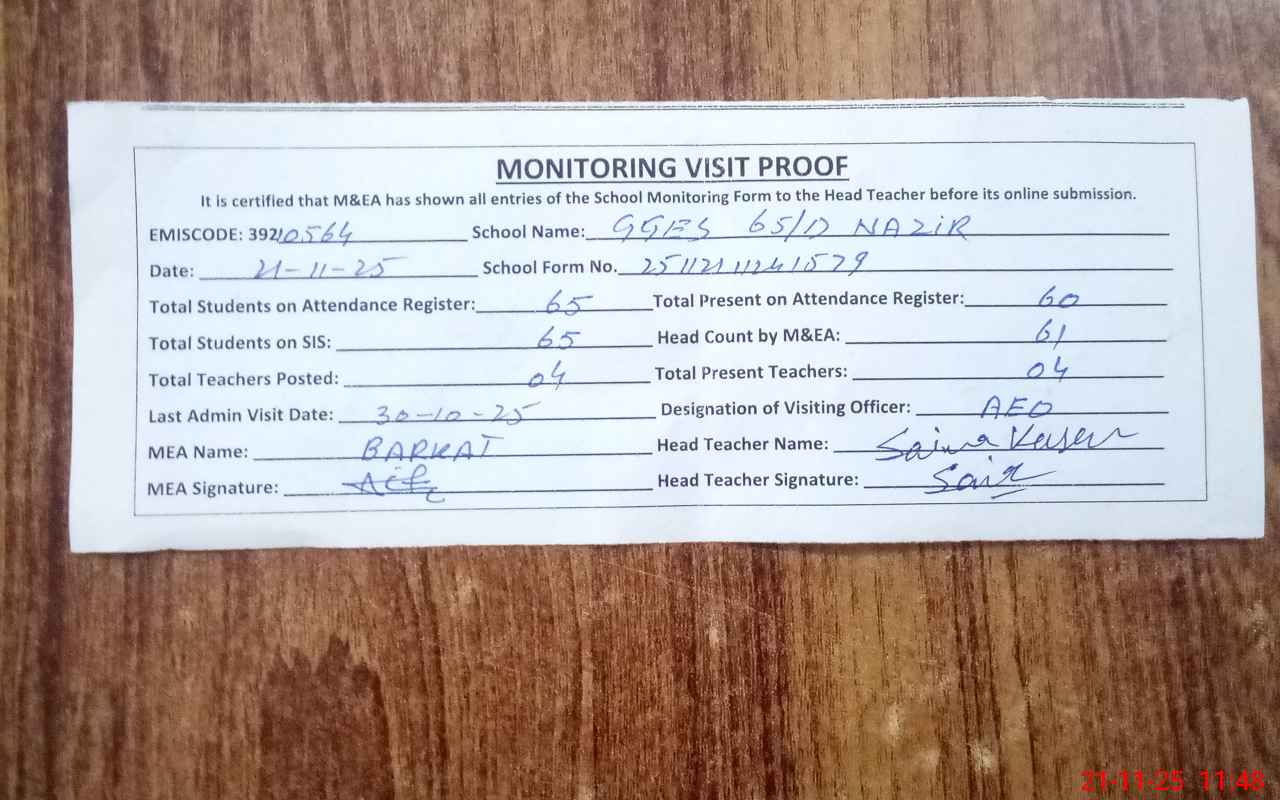 MONITORING VISIT PROOF
It is certified that M&EA has shown all entries of the School Monitoring Form to the Head Teacher before its online submission.
EMISCODE: 39210564 School Name: GGES 65/D NAZIR
Date: 21-11-25 School Form No. 25112111241579
Total Students on Attendance Register: 65 Total Present on Attendance Register: 60
Total Students on SIS: 65 Head Count by M&EA: 61
Total Teachers Posted: 04 Total Present Teachers: 04
Last Admin Visit Date: 30-10-25 Designation of Visiting Officer: AEO
MEA Name: BARKAT Head Teacher Name: Saima
MEA Signature: Head Teacher Signature:
21-11-25 11:48